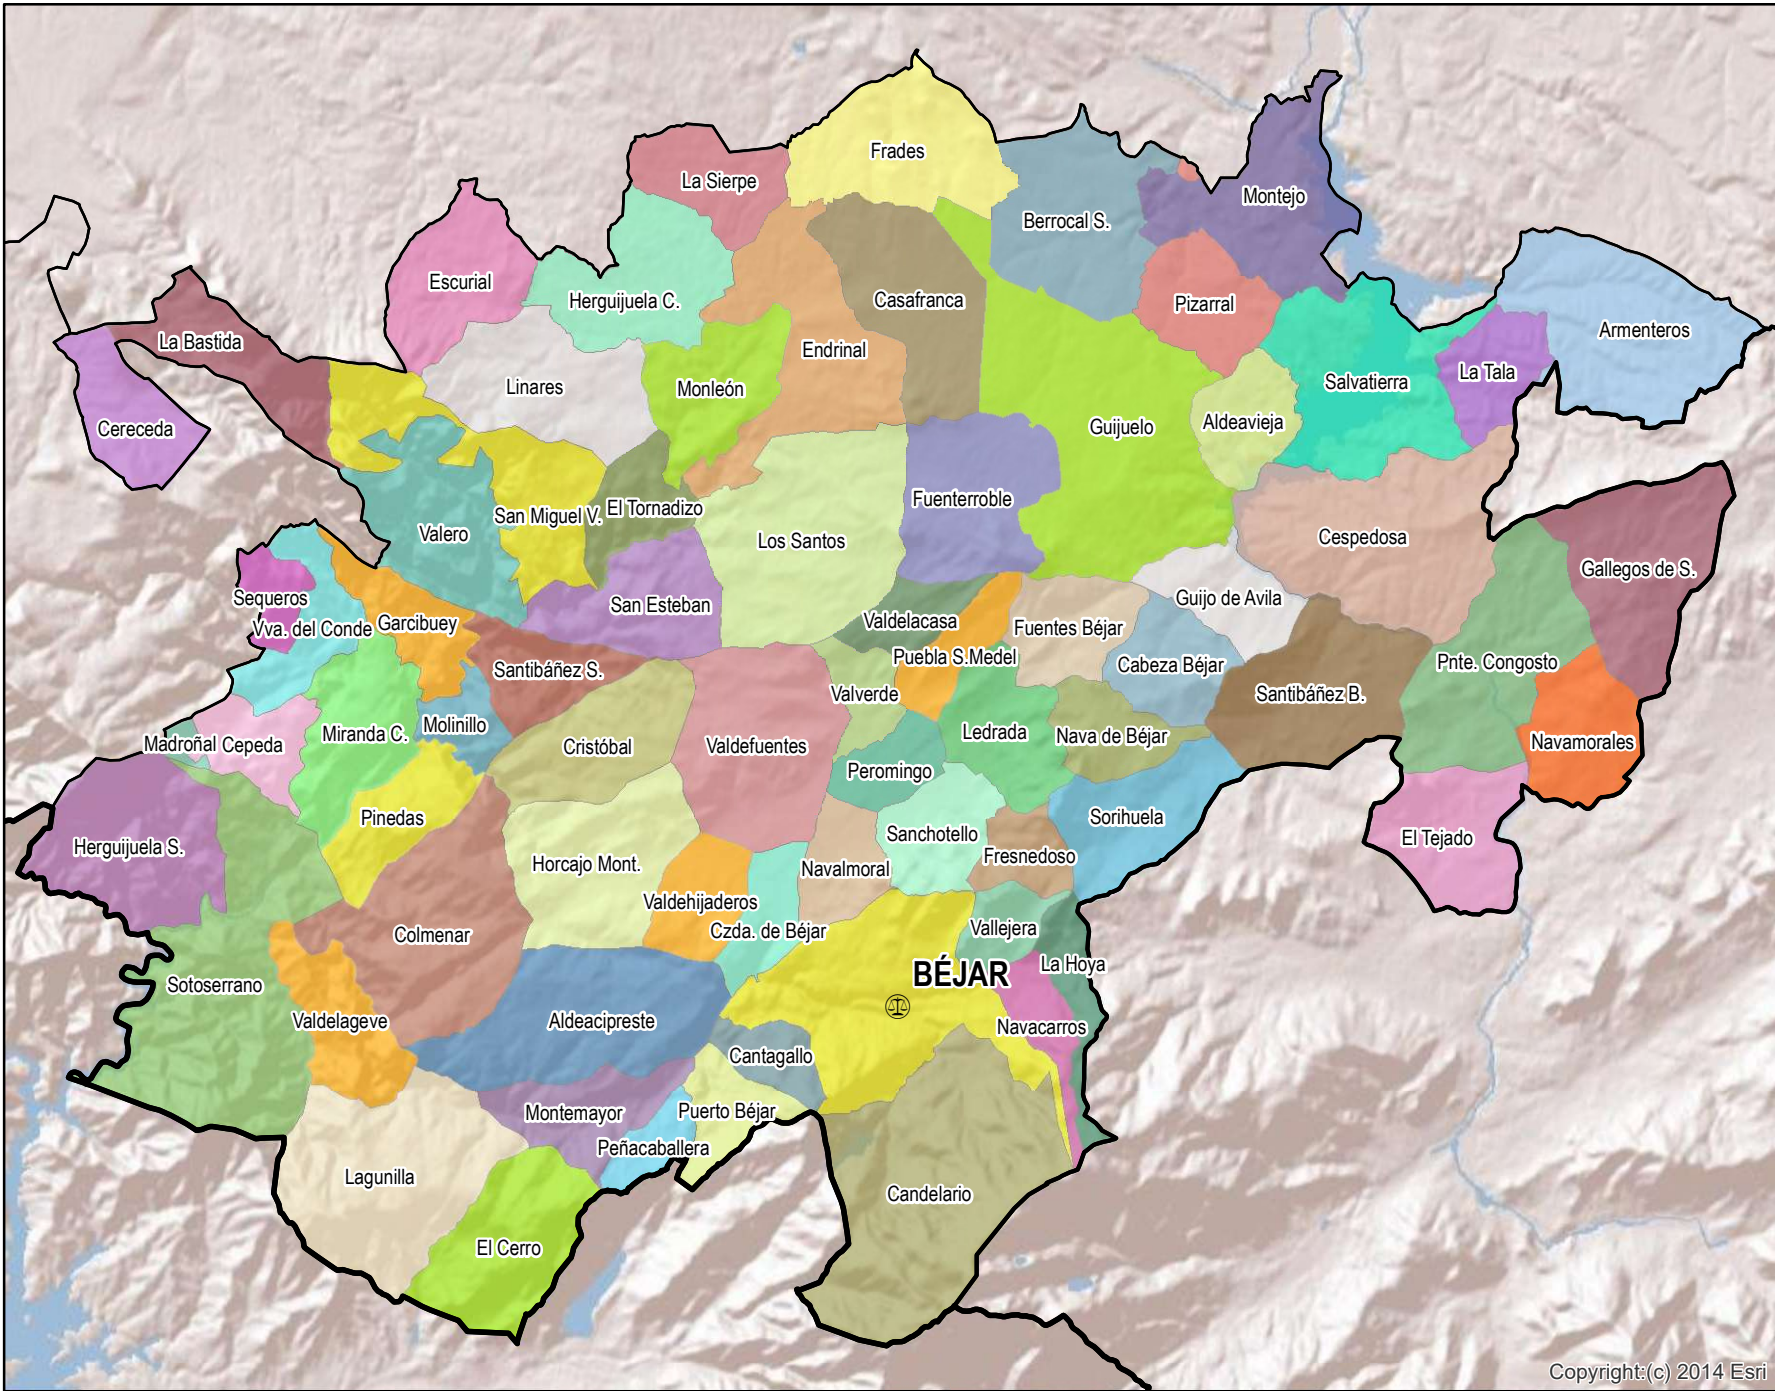 Frades
La Sierpe
Montejo
Berrocal S.
Escurial
Herguijuela C.
Casafranca
Pizarral
Armenteros
La Bastida
Endrinal
Linares
Monleón
Salvatierra
La Tala
Cereceda
Guijuelo
Aldeavieja
Fuenterroble
El Tornadizo
San Miguel V.
Valero
Los Santos
Cespedosa
Gallegos de S.
Sequeros
Vva. del Conde
Garcibuey
San Esteban
Valdelacasa
Fuentes Béjar
Guijo de Avila
Puebla S.Medel
Cabeza Béjar
Pnte. Congosto
Santibáñez S.
Valverde
Santibáñez B.
Madroñal
Cepeda
Miranda C.
Molinillo
Cristóbal
Valdefuentes
Ledrada
Nava de Béjar
Navamorales
Peromingo
Pinedas
Sanchotello
Sorihuela
Herguijuela S.
Horcajo Mont.
Navalmoral
Fresnedoso
El Tejado
Valdehijaderos
Czda. de Béjar
Vallejera
Colmenar
La Hoya
BÉJAR
Sotoserrano
Valdelageve
Aldeacipreste
Navacarros
Cantagallo
Montemayor
Puerto Béjar
Peñacaballera
Lagunilla
Candelario
El Cerro
Copyright:(c) 2014 Esri